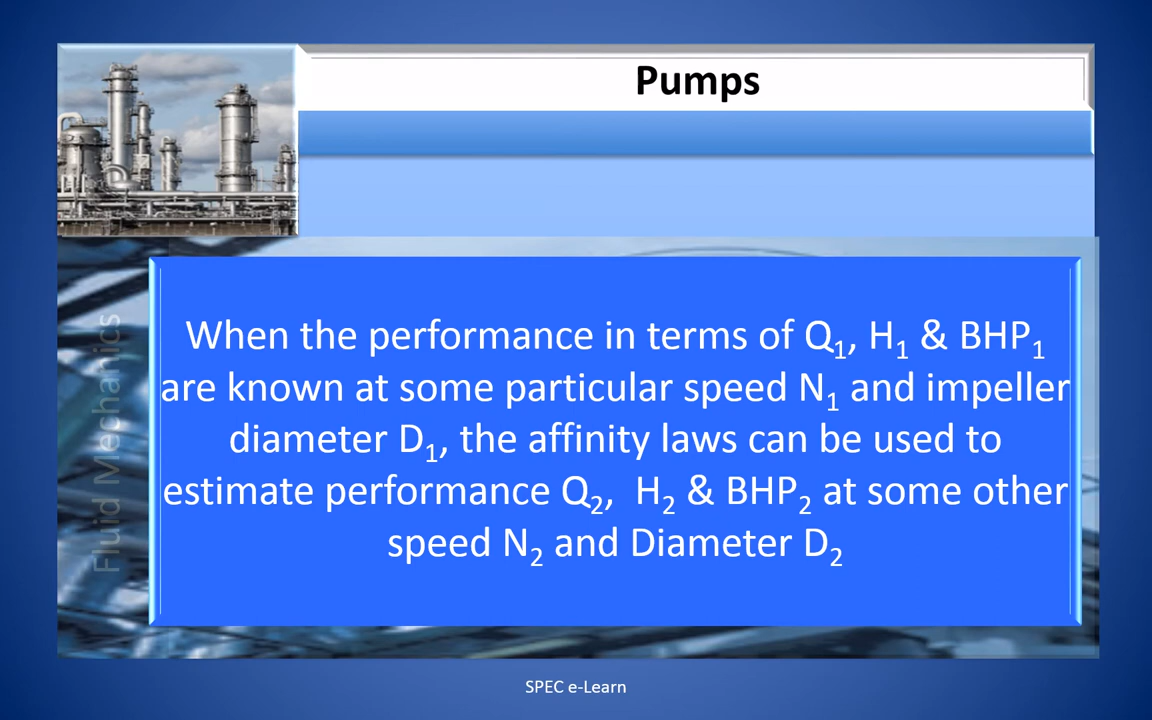 Pumps
Fluid Mechanics
When the performance in terms of Q₁, H₁ & BHP₁
are known at some particular speed N₁ and impeller
diameter D₁, the affinity laws can be used to
estimate performance Q₂, H₂ & BHP₂ at some other
speed N₂ and Diameter D₂
SPEC e-Learn